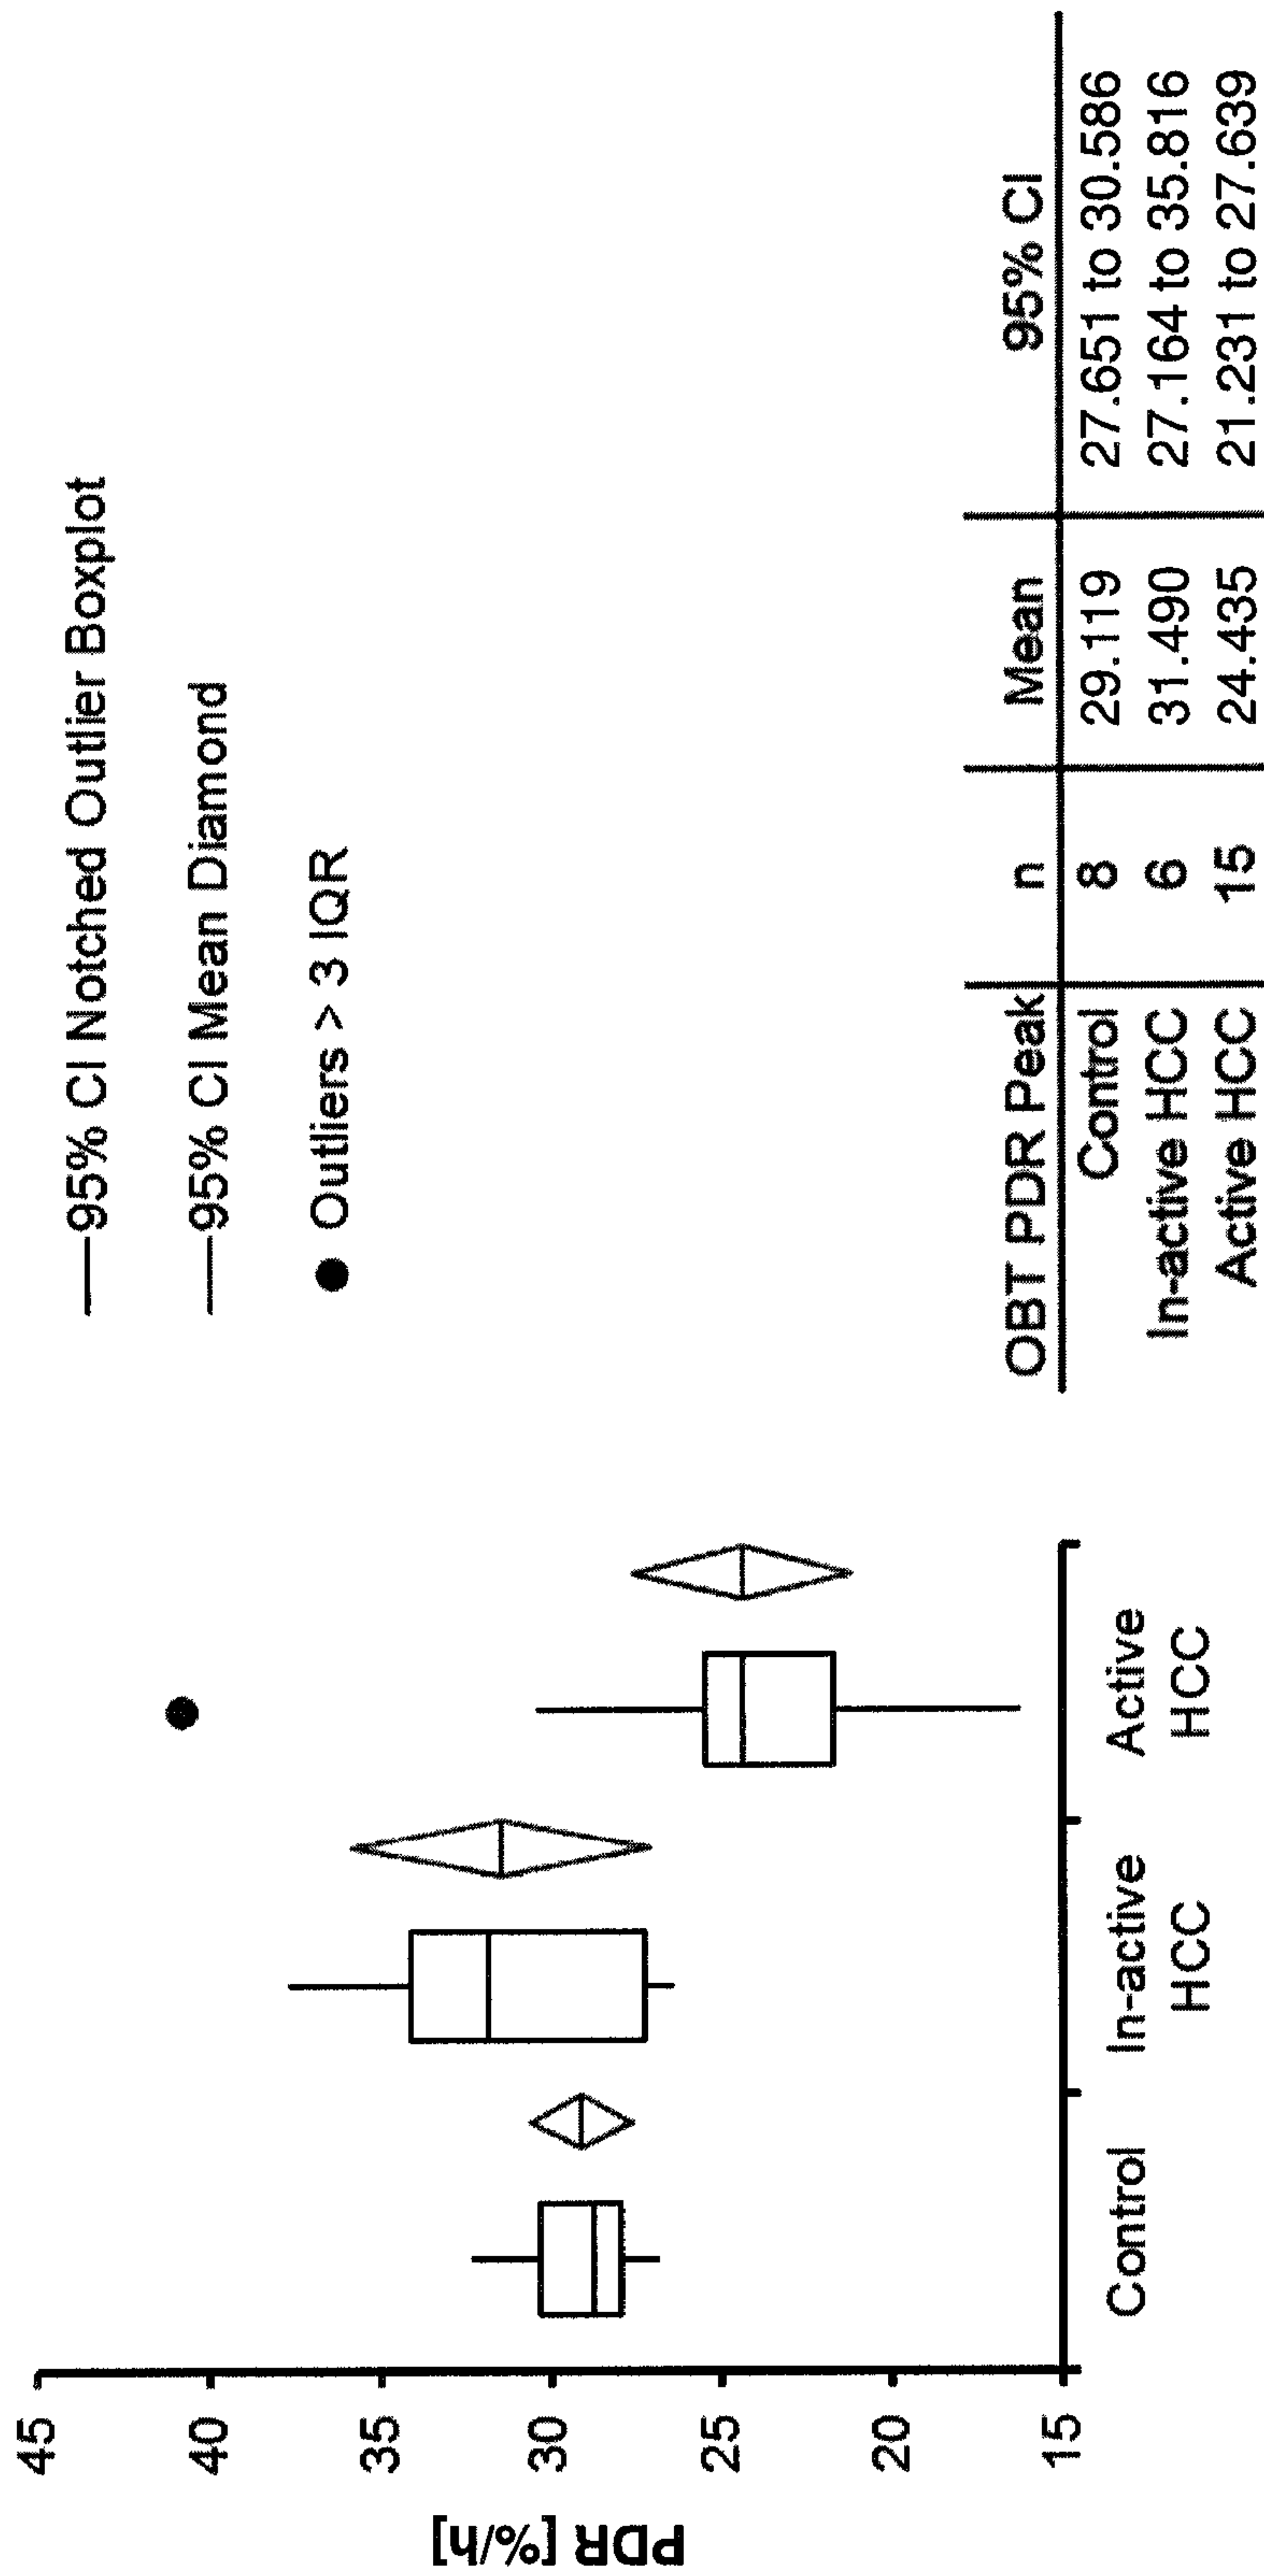 PDR [%/h]
45
40
35
30
25
20
15
Control
In-active
HCC
Active
HCC
95% CI Notched Outlier Boxplot
95% CI Mean Diamond
Outliers > 3 IQR
OBT PDR Peak n Mean 95% CI
Control 8 29.119 27.651 to 30.586
In-active HCC 6 31.490 27.164 to 35.816
Active HCC 15 24.435 21.231 to 27.639